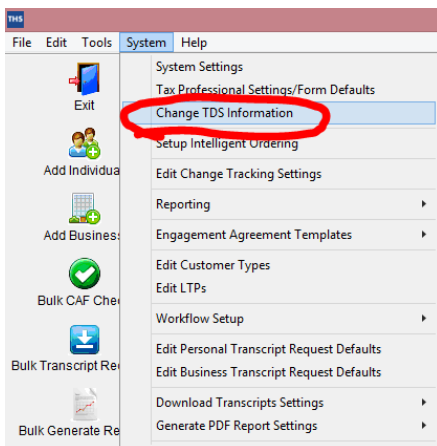 THS
File Edit Tools System Help
Exit
Add Individua
Add Business
Bulk CAF Che
Bulk Transcript Re
Bulk Generate Re
System Settings
Tax Professional Settings/Form Defaults
Change TDS Information
Setup Intelligent Ordering
Edit Change Tracking Settings
Reporting
Engagement Agreement Templates
Edit Customer Types
Edit LTPs
Workflow Setup
Edit Personal Transcript Request Defaults
Edit Business Transcript Request Defaults
Download Transcripts Settings
Generate PDF Report Settings